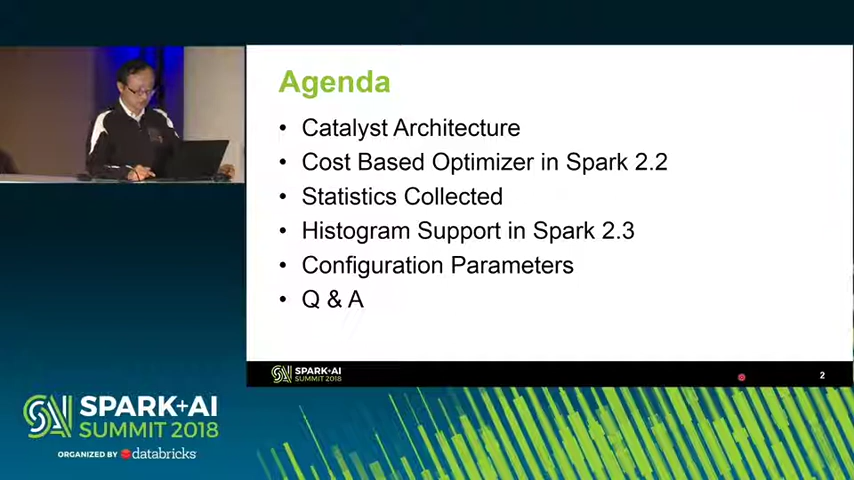 Agenda
• Catalyst Architecture
• Cost Based Optimizer in Spark 2.2
• Statistics Collected
• Histogram Support in Spark 2.3
• Configuration Parameters
• Q & A
SPARK+AI
SUMMIT 2018
2
SPARK+AI
SUMMIT 2018
ORGANIZED BY databricks